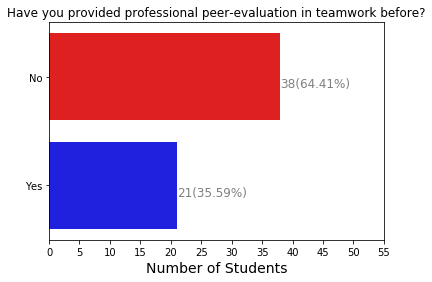 Have you provided professional peer-evaluation in teamwork before?
No
38(64.41%)
Yes
21(35.59%)
0 5 10 15 20 25 30 35 40 45 50 55
Number of Students